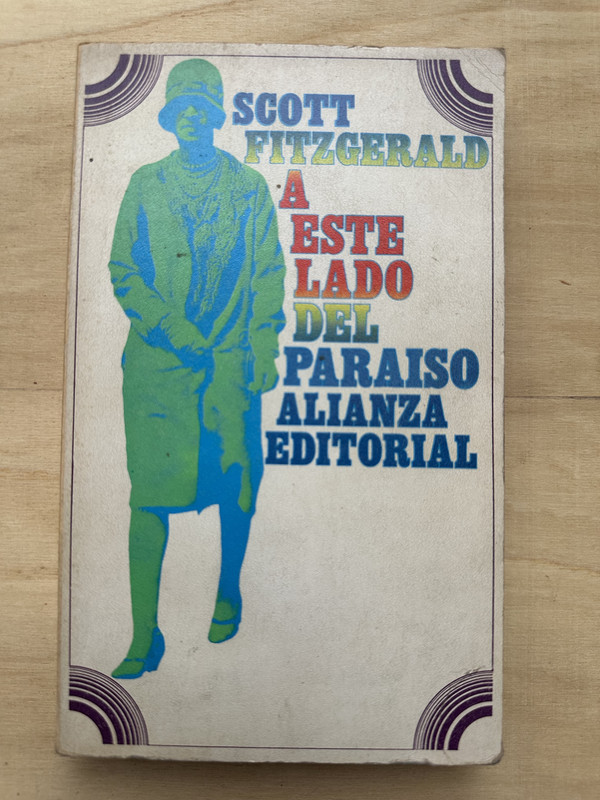 SCOTT
FITZGERALD
A
ESTE
LADO
DEL
PARAISO
ALIANZA
EDITORIAL